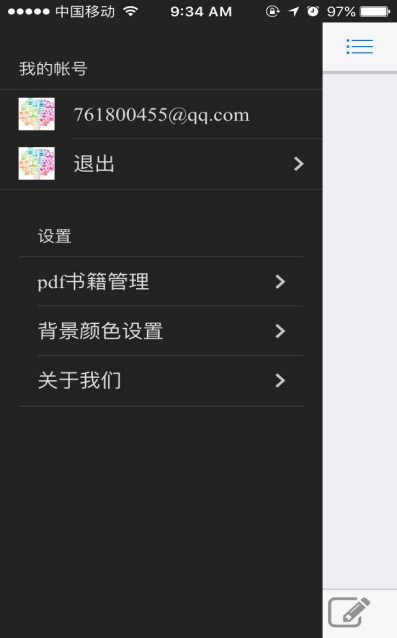 中国移动 9:34 AM 97%
我的帐号
761800455@qq.com
退出
设置
pdf书籍管理
背景颜色设置
关于我们